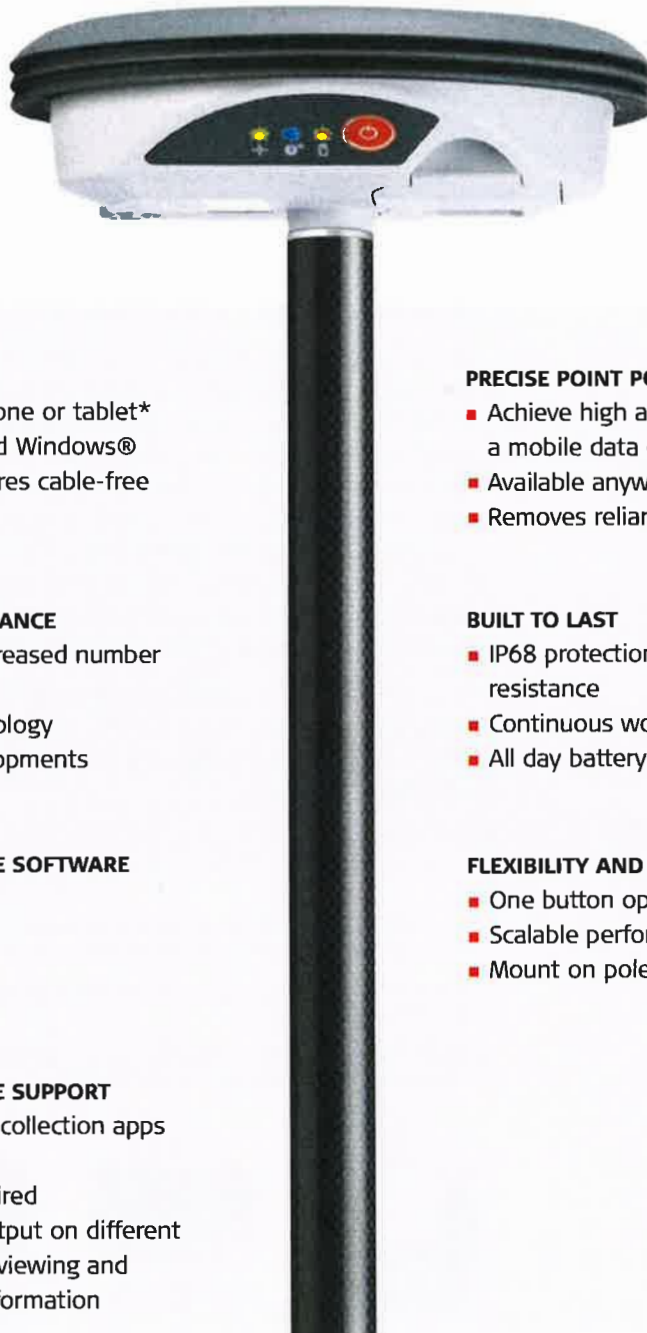 one or tablet*
d Windows®
res cable-free
ANCE
reased number
ology
opments
E SOFTWARE
E SUPPORT
collection apps
ired
tput on different
viewing and
formation
PRECISE POINT PO
Achieve high a
a mobile data
Available anyw
Removes relian
BUILT TO LAST
IP68 protection
resistance
Continuous wo
All day battery
FLEXIBILITY AND
One button op
Scalable perfor
Mount on pole